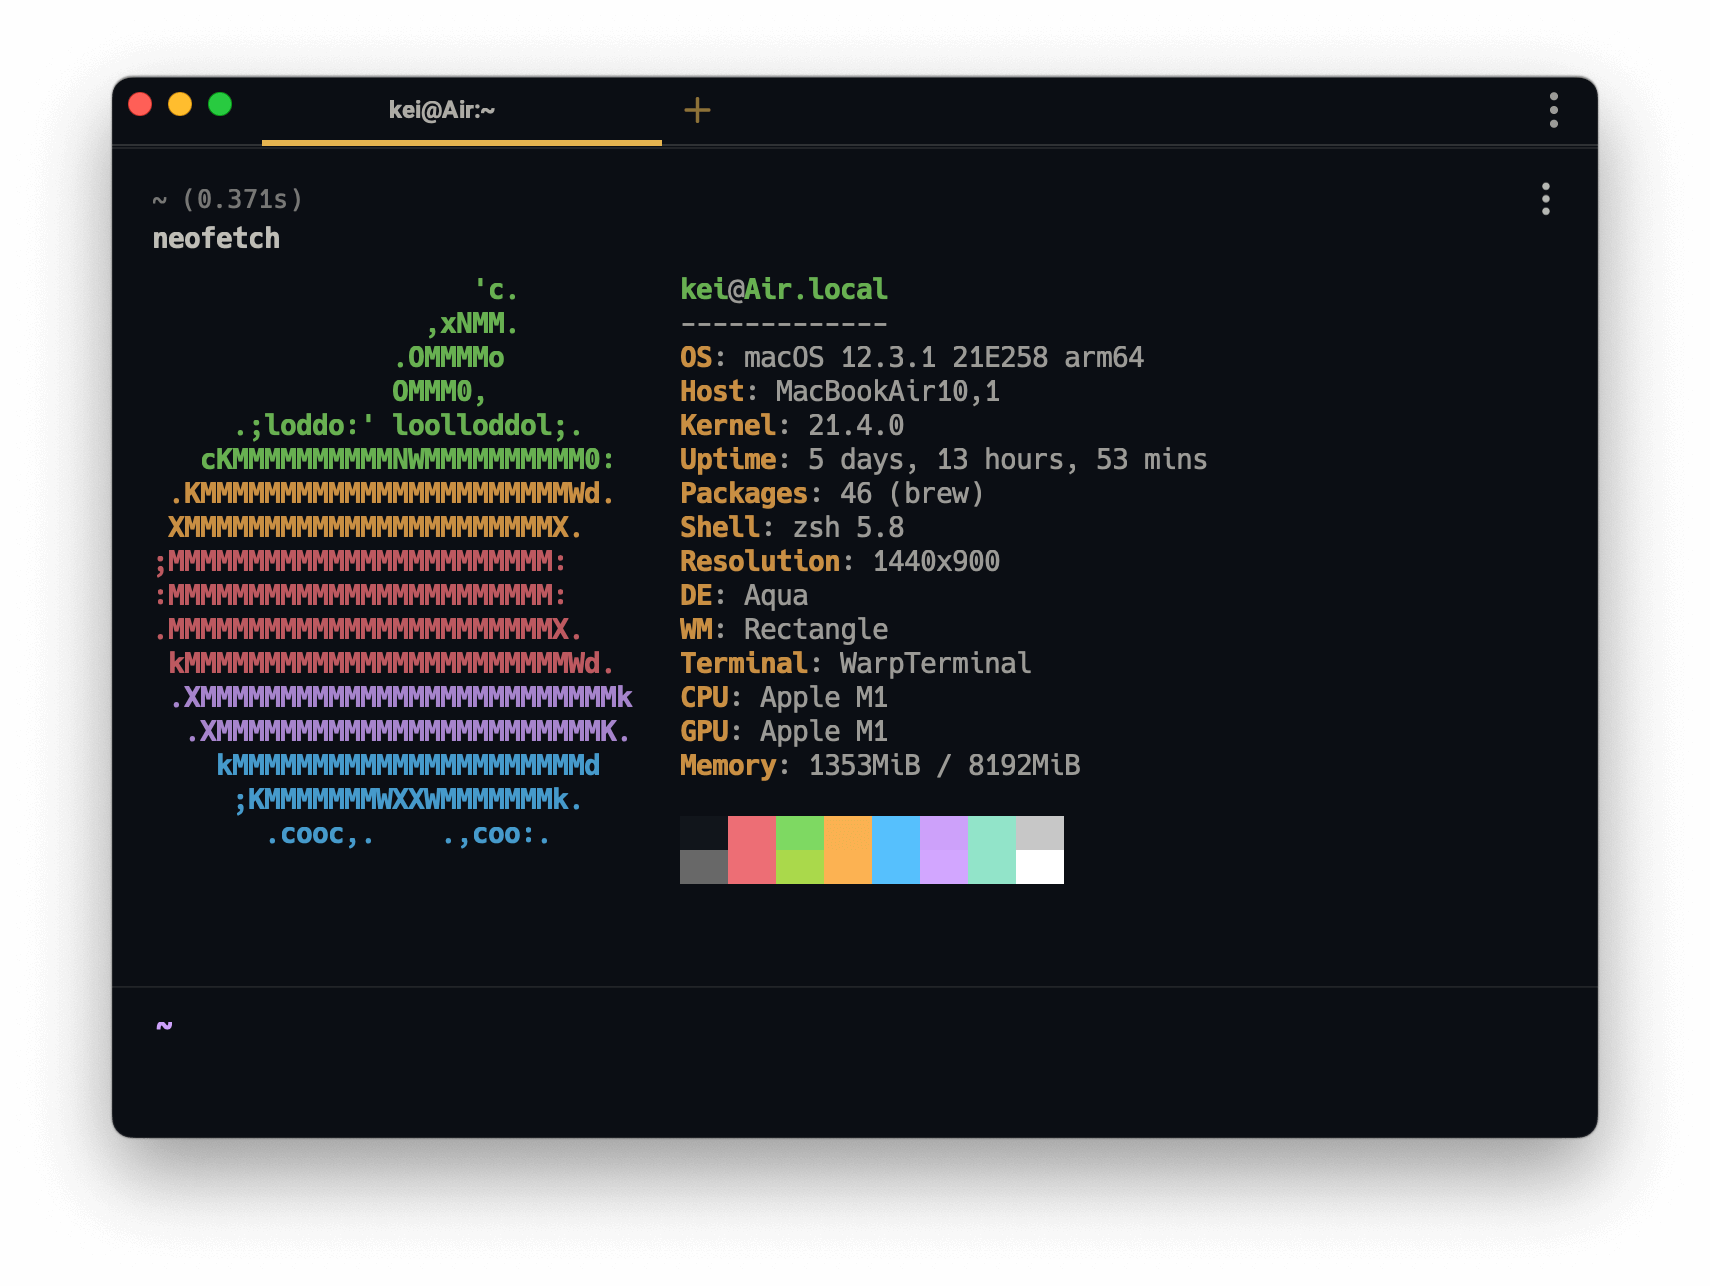 kei@Air:~
~ (0.371s)
neofetch
                    'c.          kei@Air.local
                 ,xNMM.          -------------
               .OMMMMo           OS: macOS 12.3.1 21E258 arm64
               OMMM0,            Host: MacBookAir10,1
     .;loddo:' loolloddol;.      Kernel: 21.4.0
   cKMMMMMMMMMMNWMMMMMMMMMM0:    Uptime: 5 days, 13 hours, 53 mins
 .KMMMMMMMMMMMMMMMMMMMMMMMWd.    Packages: 46 (brew)
 XMMMMMMMMMMMMMMMMMMMMMMMX.      Shell: zsh 5.8
;MMMMMMMMMMMMMMMMMMMMMMMM:       Resolution: 1440x900
:MMMMMMMMMMMMMMMMMMMMMMMM:       DE: Aqua
.MMMMMMMMMMMMMMMMMMMMMMMMX.      WM: Rectangle
 kMMMMMMMMMMMMMMMMMMMMMMMMWd.    Terminal: WarpTerminal
 .XMMMMMMMMMMMMMMMMMMMMMMMMMMk   CPU: Apple M1
  .XMMMMMMMMMMMMMMMMMMMMMMMMK.   GPU: Apple M1
    kMMMMMMMMMMMMMMMMMMMMMMd     Memory: 1353MiB / 8192MiB
     ;KMMMMMMMWXXWMMMMMMMk.
       .cooc,.    .,coo:.
~